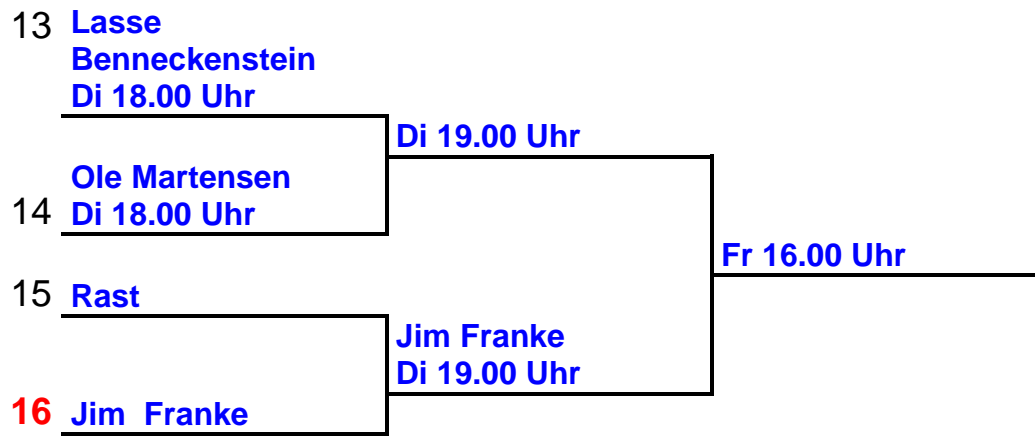 13 Lasse
Benneckenstein
Di 18.00 Uhr
Di 19.00 Uhr
Ole Martensen
14 Di 18.00 Uhr
Fr 16.00 Uhr
15 Rast
Jim Franke
Di 19.00 Uhr
16 Jim  Franke